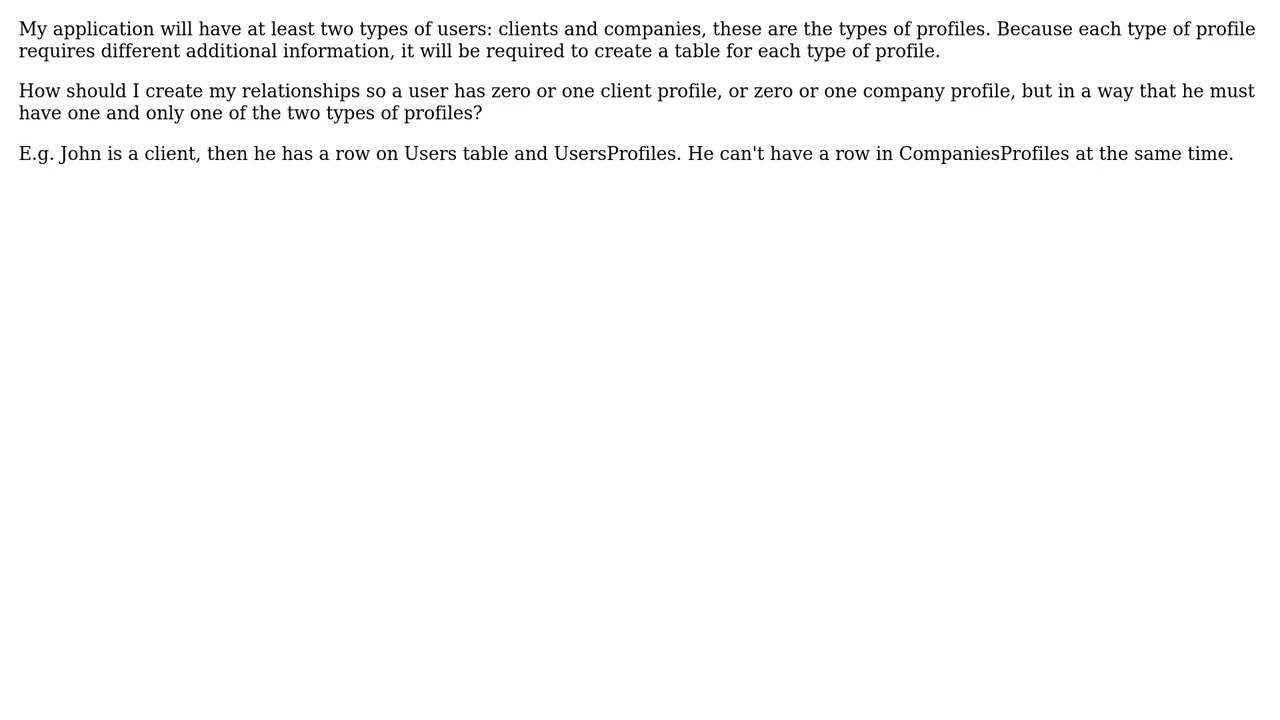 My application will have at least two types of users: clients and companies, these are the types of profiles. Because each type of profile
requires different additional information, it will be required to create a table for each type of profile.
How should I create my relationships so a user has zero or one client profile, or zero or one company profile, but in a way that he must
have one and only one of the two types of profiles?
E.g. John is a client, then he has a row on Users table and UsersProfiles. He can't have a row in CompaniesProfiles at the same time.